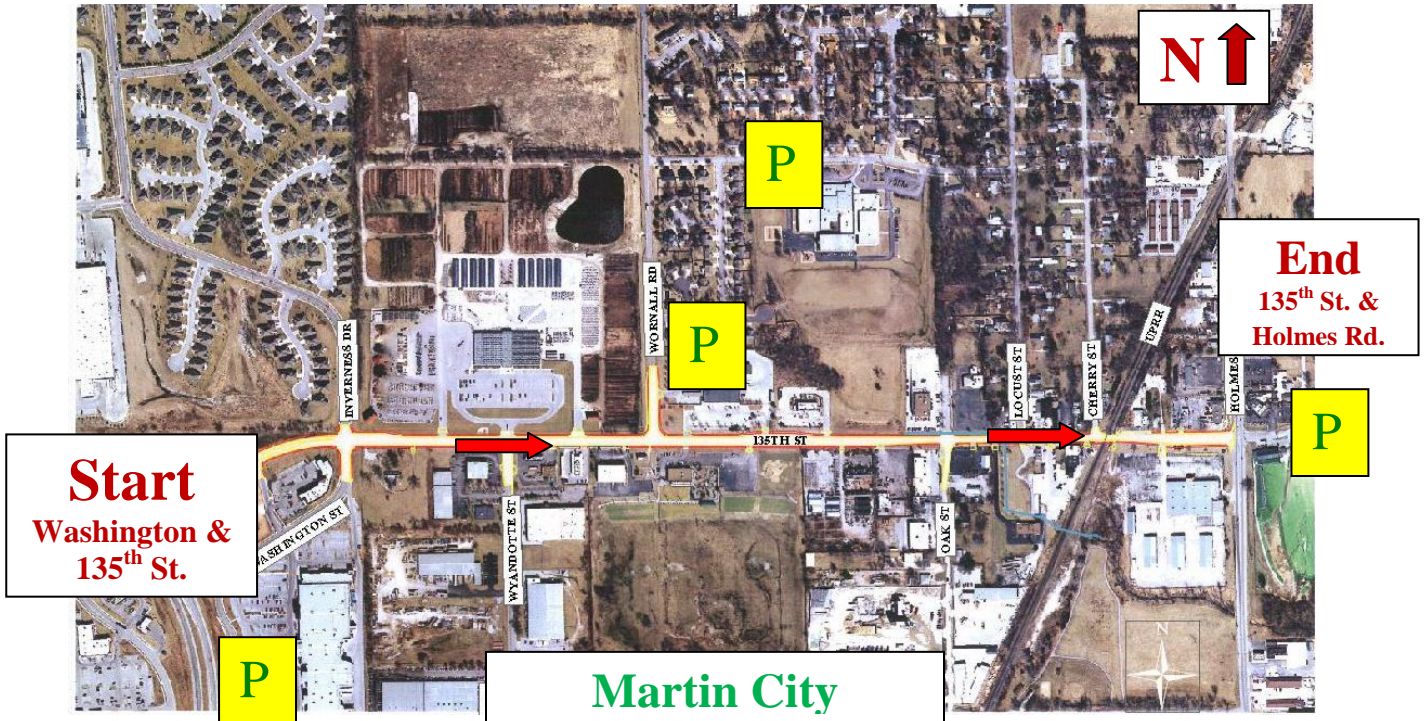 N
P
End
135th St. &
Holmes Rd.
WORNALL RD
P
UPRR
INVERNESS DR
LOCUST ST
CHERRY ST
HOLMES
P
135TH ST
Start
Washington &
135th St.
WASHINGTON ST
WYANDOTTE ST
OAK ST
N
P
Martin City